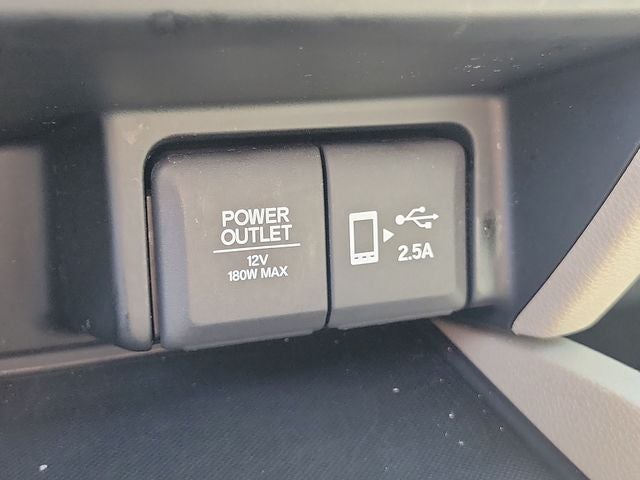 POWER
OUTLET
12V
180W MAX
2.5A